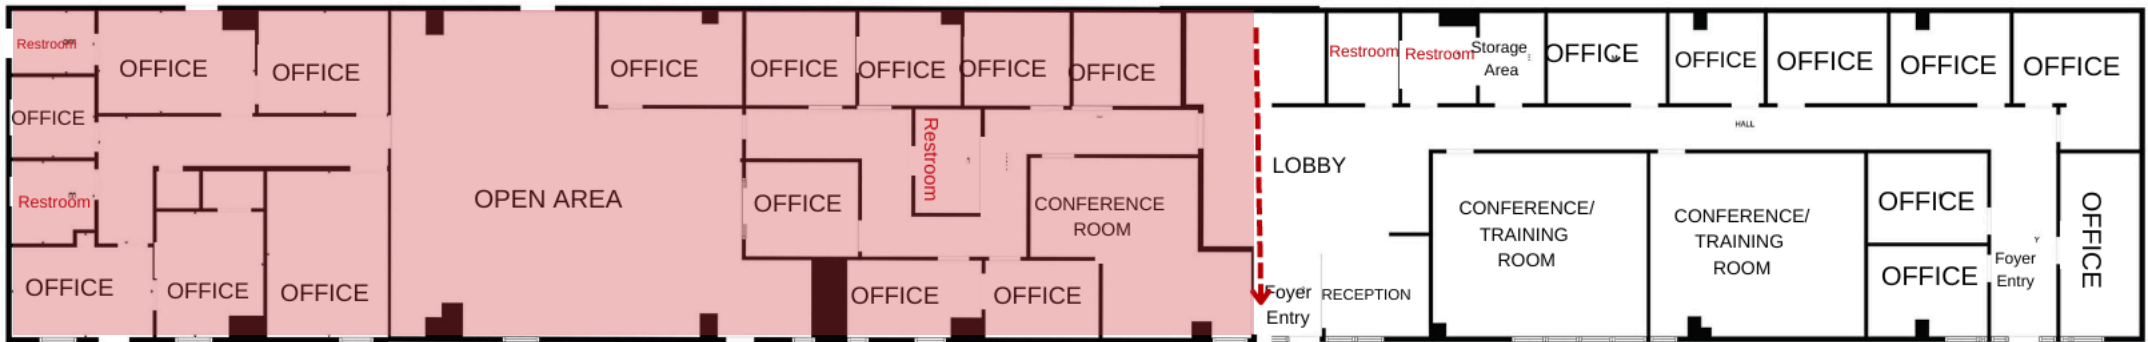 Restroom
OFFICE
OFFICE
OFFICE
OFFICE
OFFICE
OFFICE
OFFICE
Restroom
Restroom
Storage
Area
OFFICE
OFFICE
OFFICE
OFFICE
OFFICE
OFFICE
HALL
Restroom
LOBBY
Restroom
OPEN AREA
OFFICE
CONFERENCE
ROOM
CONFERENCE/
TRAINING
ROOM
CONFERENCE/
TRAINING
ROOM
OFFICE
OFFICE
OFFICE
OFFICE
OFFICE
OFFICE
OFFICE
Foyer
Entry
RECEPTION
OFFICE
Foyer
Entry
Y